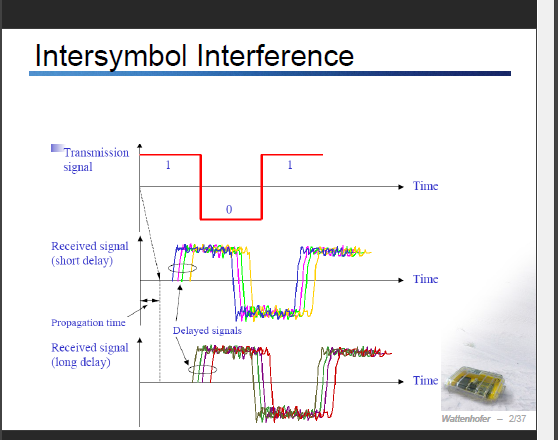 Intersymbol Interference
Transmission
signal
1
1
0
Time
Received signal
(short delay)
Time
Propagation time
Delayed signals
Received signal
(long delay)
Time
Wattenhofer – 2/37